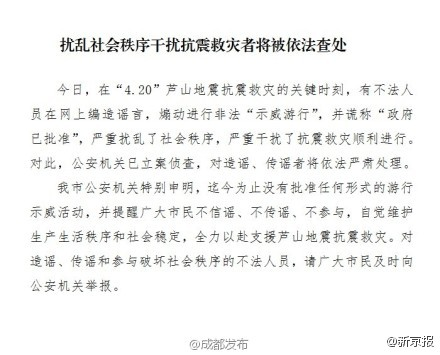 扰乱社会秩序干扰抗震救灾者将被依法查处
今日，在“4.20”芦山地震抗震救灾的关键时刻，有不法人
员在网上编造谣言，煽动进行非法“示威游行”，并谎称“政府
已批准”，严重扰乱了社会秩序，严重干扰了抗震救灾顺利进行。
对此，公安机关已立案侦查，对造谣、传谣者将依法严肃处理。
我市公安机关特别申明，迄今为止没有批准任何形式的游行
示威活动，并提醒广大市民不信谣、不传谣、不参与，自觉维护
生产生活秩序和社会稳定，全力以赴支援芦山地震抗震救灾。对
造谣、传谣和参与破坏社会秩序的不法人员，请广大市民及时向
公安机关举报。
@成都发布
@新京报